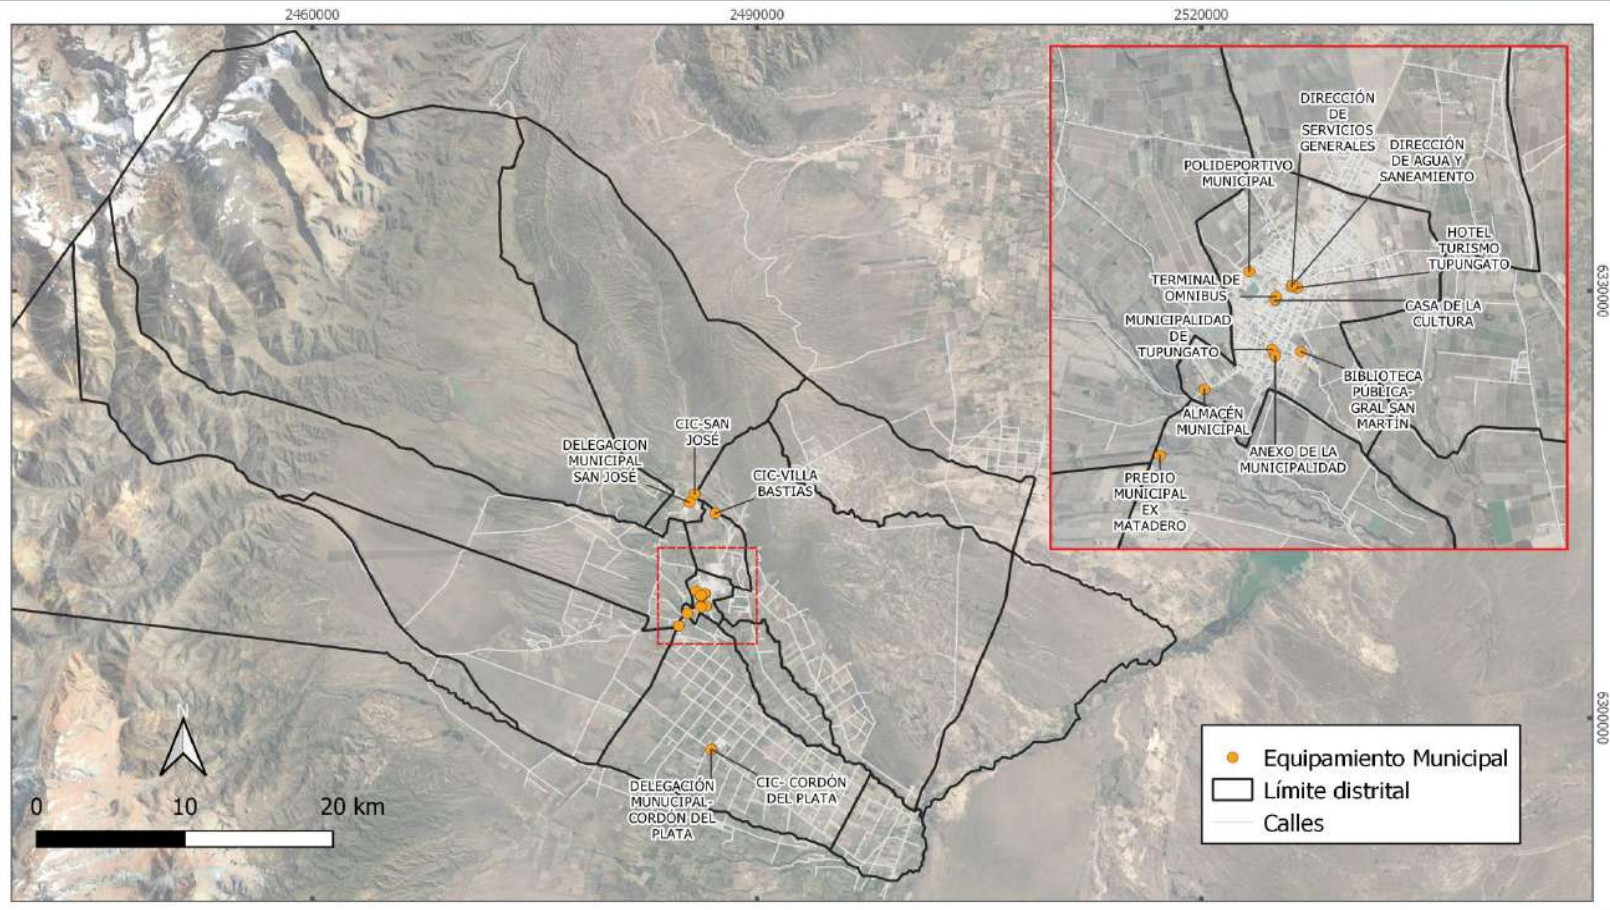 2460000
2490000
2520000
6330000
6300000
DIRECCIÓN
DE
SERVICIOS
GENERALES
DIRECCIÓN
DE AGUA Y
SANEAMIENTO
POLIDEPORTIVO
MUNICIPAL
HOTEL
TURISMO
TUPUNGATO
TERMINAL DE
OMNIBUS
CASA DE LA
CULTURA
MUNICIPALIDAD
DE
TUPUNGATO
BIBLIOTECA
PÚBLICA-
GRAL SAN
MARTÍN
ALMACÉN
MUNICIPAL
ANEXO DE LA
MUNICIPALIDAD
PREDIO
MUNICIPAL
EX
MATADERO
CIC-SAN
JOSÉ
DELEGACION
MUNICIPAL
SAN JOSÉ
CIC-VILLA
BASTIAS
DELEGACIÓN
MUNUCIPAL-
CORDÓN DEL
PLATA
CIC- CORDÓN
DEL PLATA
N
0 10 20 km
Equipamiento Municipal
Límite distrital
Calles